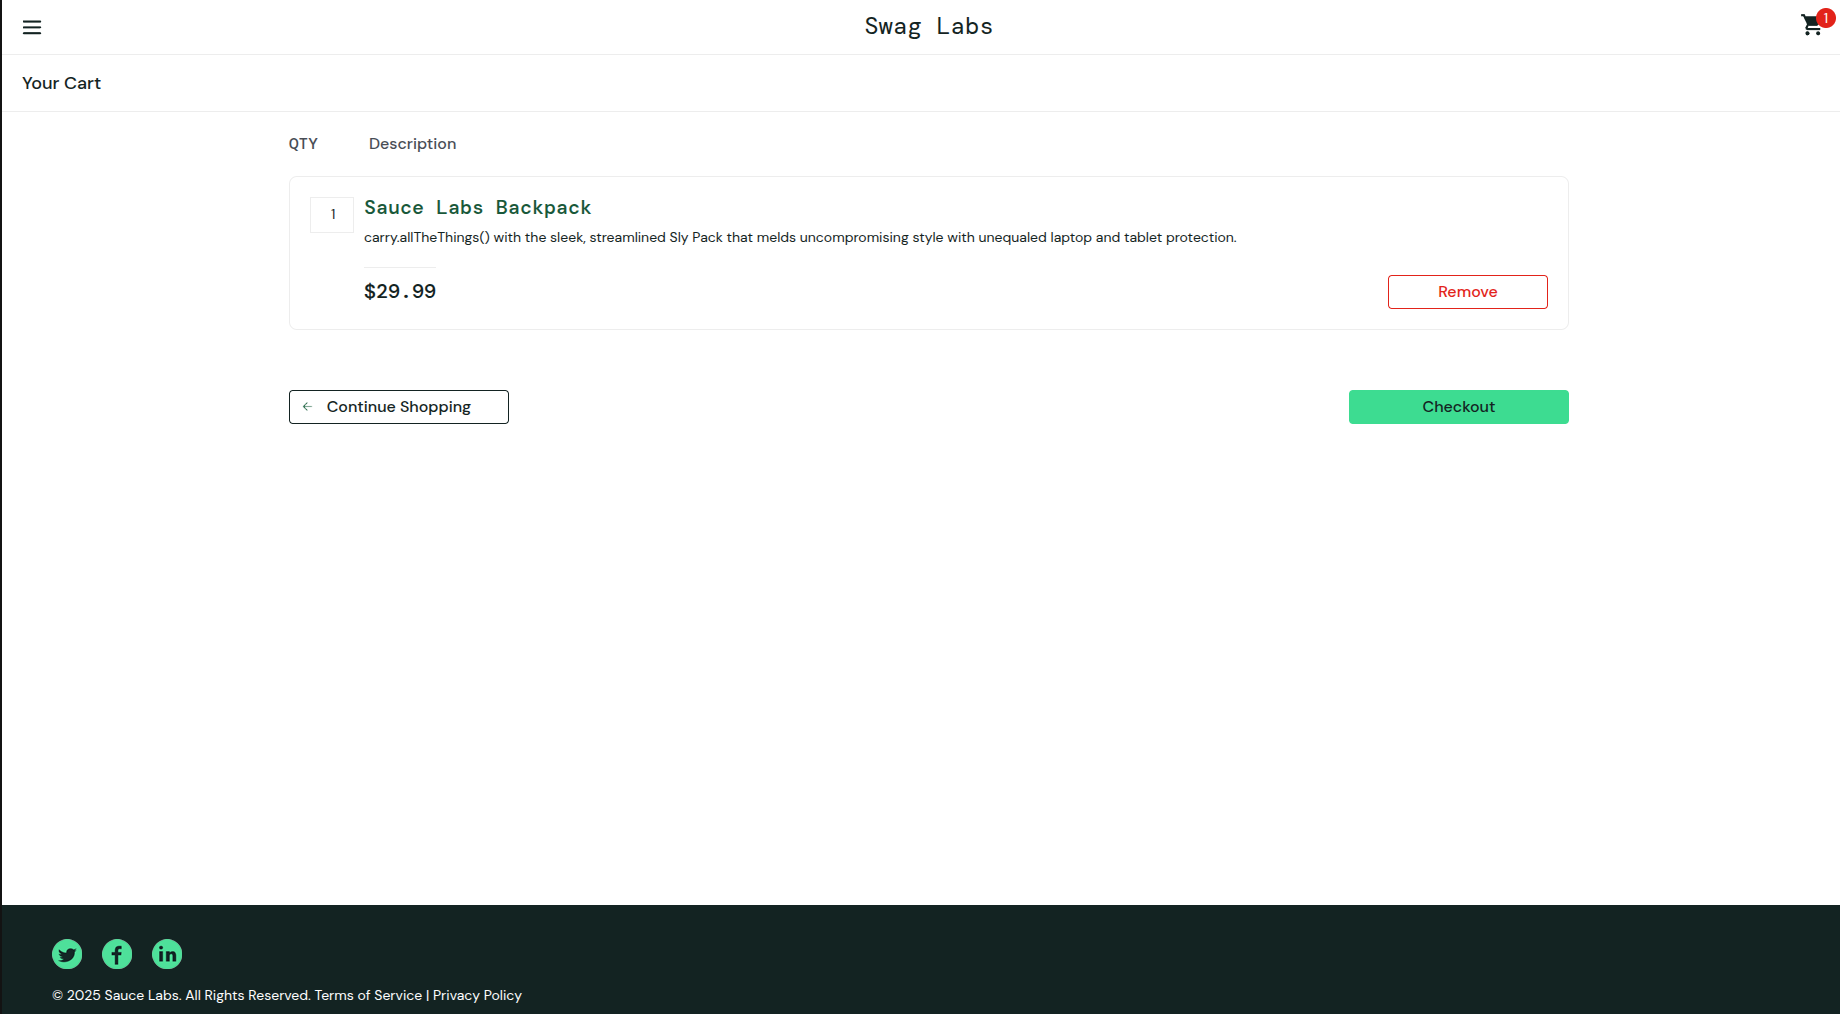 Swag Labs
1
Your Cart
QTY Description
1
Sauce Labs Backpack
carry.allTheThings() with the sleek, streamlined Sly Pack that melds uncompromising style with unequaled laptop and tablet protection.
$29.99
Remove
Continue Shopping
Checkout
© 2025 Sauce Labs. All Rights Reserved. Terms of Service | Privacy Policy